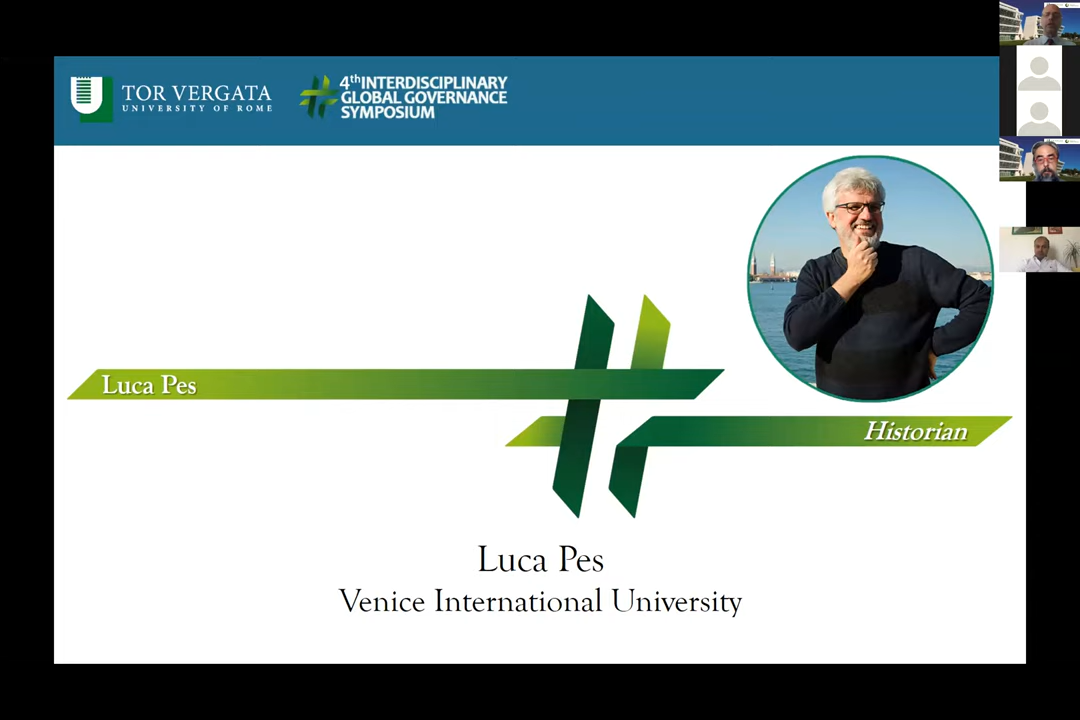 TOR VERGATA
UNIVERSITY OF ROME
4th INTERDISCIPLINARY
GLOBAL GOVERNANCE
SYMPOSIUM
Luca Pes
Historian
Luca Pes
Venice International University